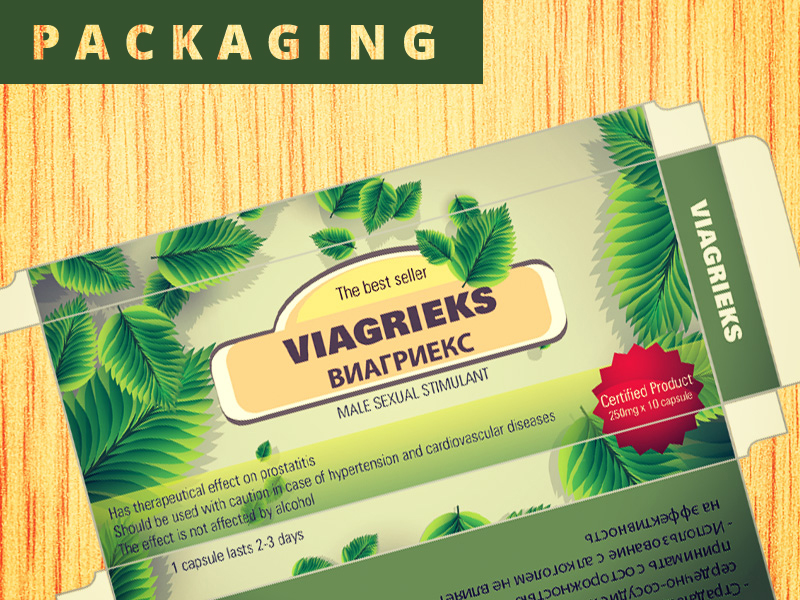 PACKAGING
VIAGRIEKS
The best seller
VIAGRIEKS
ВИАГРИЕКС
MALE SEXUAL STIMULANT
Certified Product
250mg x 10 capsule
Has therapeutical effect on prostatitis
Should be used with caution in case of hypertension and cardiovascular diseases
The effect is not affected by alcohol
1 capsule lasts 2-3 days
- Страдате
сердечно-сосудис
принимать с осторожностью
- Использование с алкоголем не влияет
на эффективность